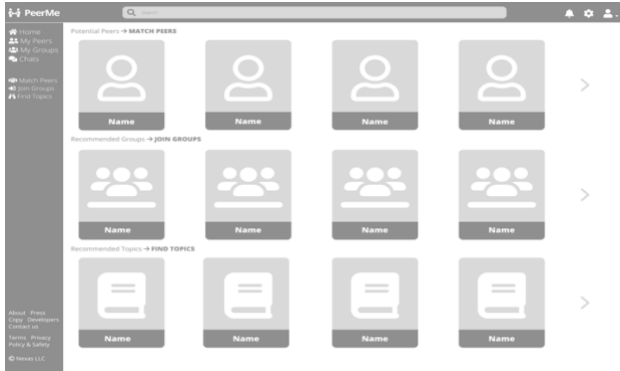 PeerMe
Search
Home
My Peers
My Groups
Chats
Match Peers
Join Groups
Find Topics
Potential Peers → MATCH PEERS
Name Name Name Name
Recommended Groups → JOIN GROUPS
Name Name Name Name
Recommended Topics → FIND TOPICS
Name Name Name Name
About Press
Copy Developers
Contact us
Terms Privacy
Policy & Safety
© Nexas LLC